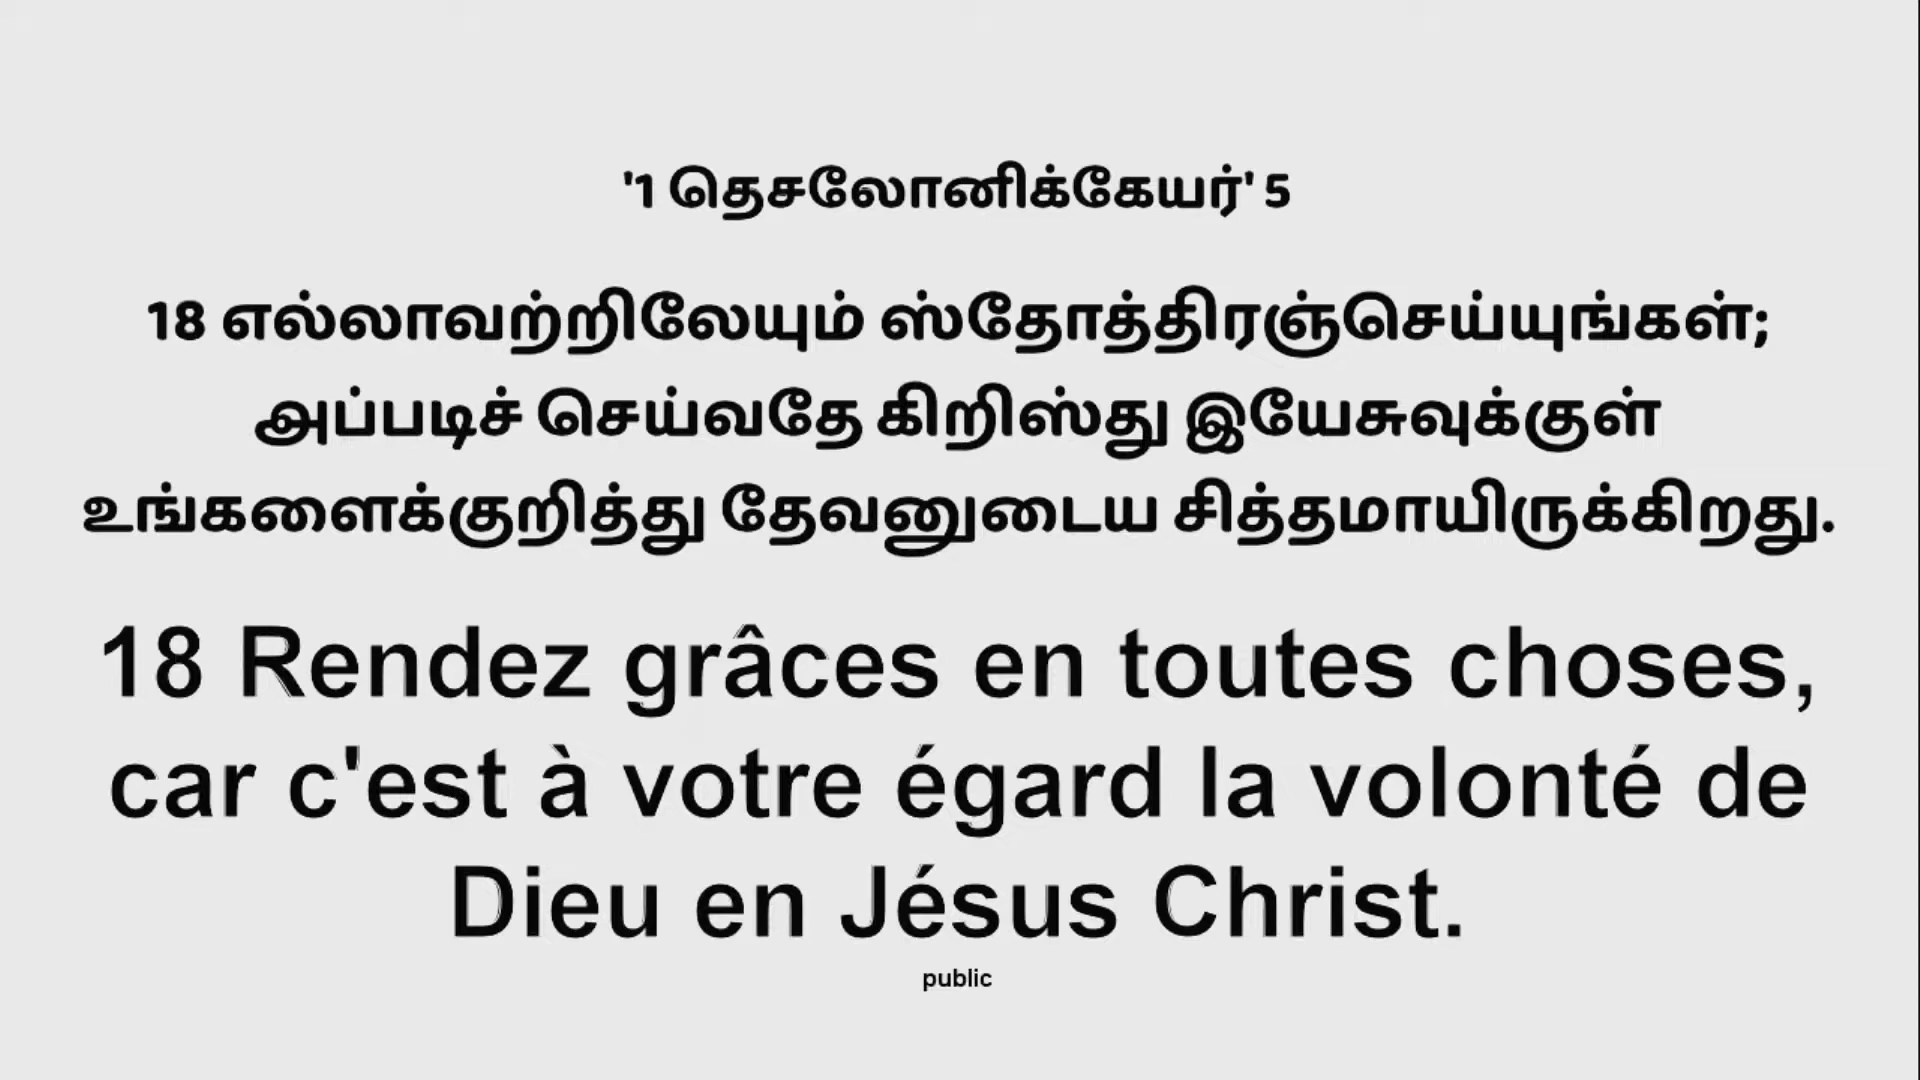 '1 தெசலோனிக்கேயர்' 5
18 எல்லாவற்றிலேயும் ஸ்தோத்திரஞ்செய்யுங்கள்;
அப்படிச் செய்வதே கிறிஸ்து இயேசுவுக்குள்
உங்களைக்குறித்து தேவனுடைய சித்தமாயிருக்கிறது.
18 Rendez grâces en toutes choses,
car c'est à votre égard la volonté de
Dieu en Jésus Christ.
public